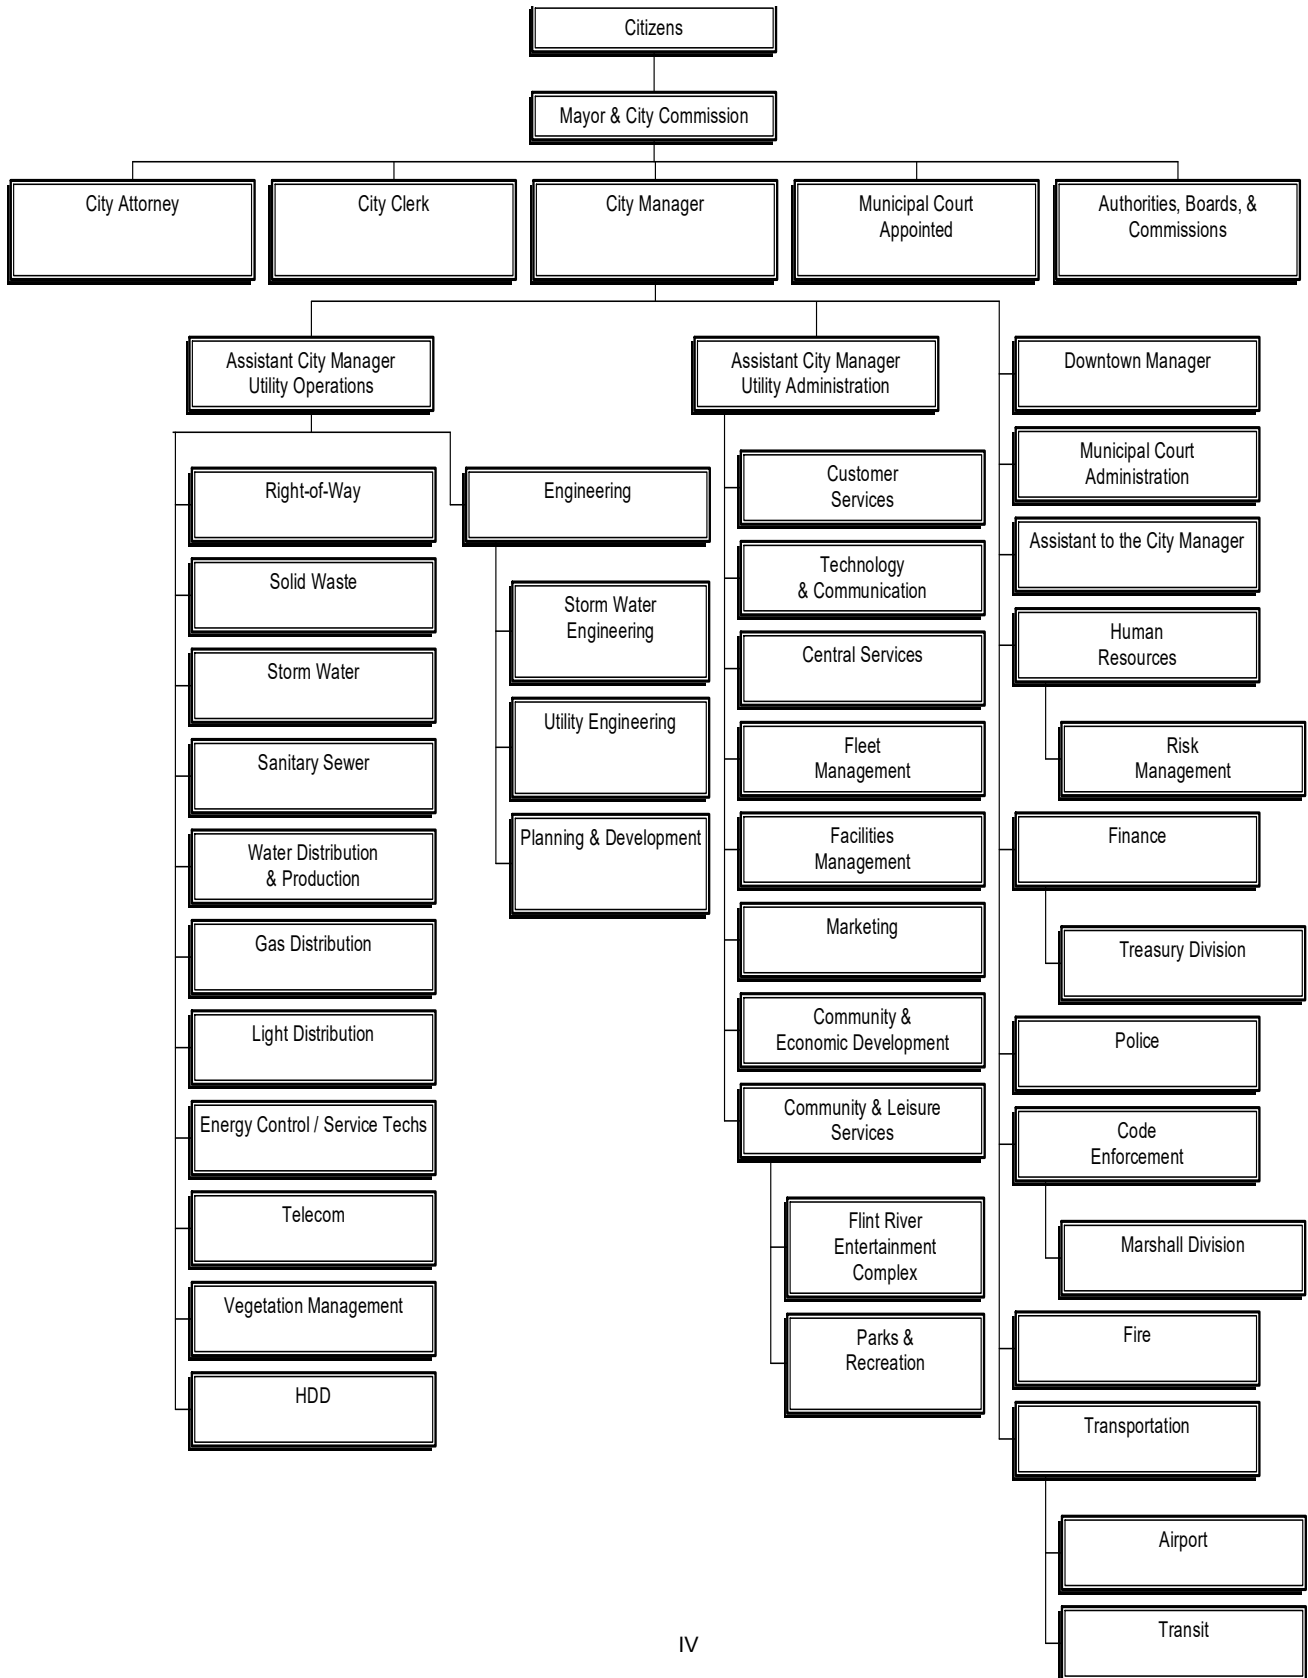 Citizens
Mayor & City Commission
City Attorney
City Clerk
City Manager
Municipal Court
Appointed
Authorities, Boards, &
Commissions
Assistant City Manager
Utility Operations
Right-of-Way
Solid Waste
Storm Water
Sanitary Sewer
Water Distribution
& Production
Gas Distribution
Light Distribution
Energy Control / Service Techs
Telecom
Vegetation Management
HDD
Engineering
Storm Water
Engineering
Utility Engineering
Planning & Development
Assistant City Manager
Utility Administration
Customer
Services
Technology
& Communication
Central Services
Fleet
Management
Facilities
Management
Marketing
Community &
Economic Development
Community & Leisure
Services
Flint River
Entertainment
Complex
Parks &
Recreation
Downtown Manager
Municipal Court
Administration
Assistant to the City Manager
Human
Resources
Risk
Management
Finance
Treasury Division
Police
Code
Enforcement
Marshall Division
Fire
Transportation
Airport
Transit
IV